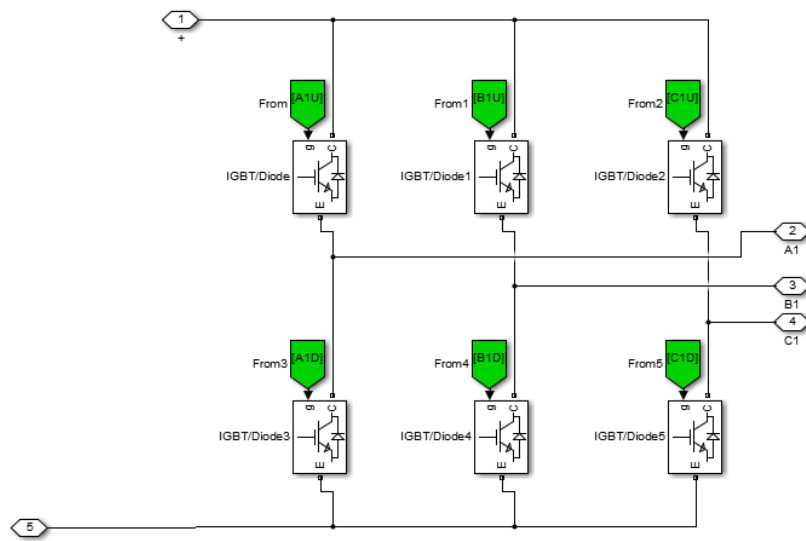 1
+
From [A1U]
From1 [B1U]
From2 [C1U]
g C
g C
g C
IGBT/Diode
IGBT/Diode1
IGBT/Diode2
E
E
E
2
A1
3
B1
4
C1
From3 [A1D]
From4 [B1D]
From5 [C1D]
g C
g C
g C
IGBT/Diode3
IGBT/Diode4
IGBT/Diode5
E
E
E
5